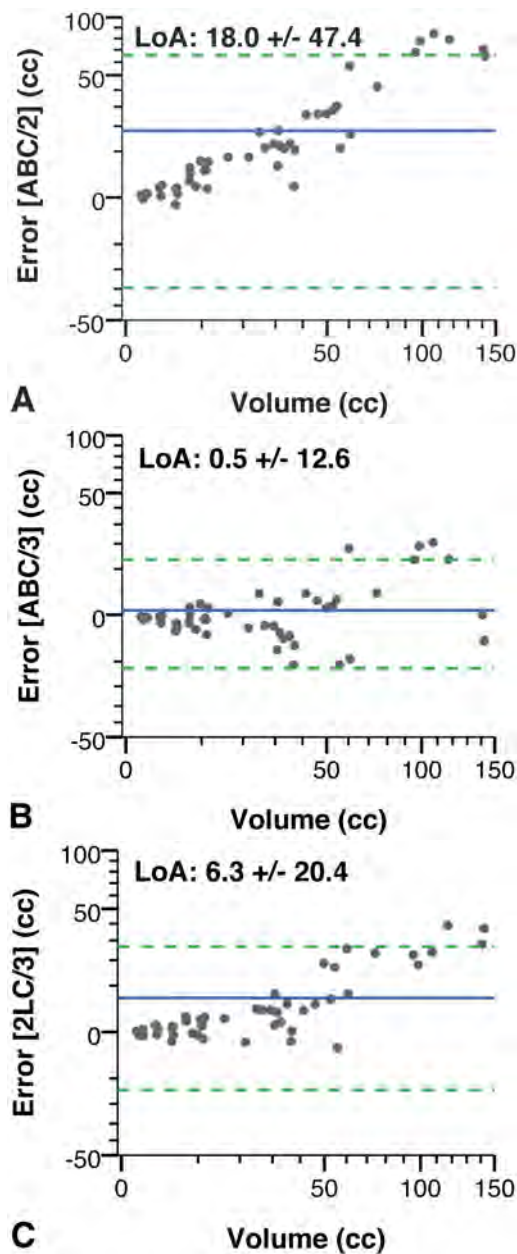 100
LoA: 18.0 +/- 47.4
50
0
-50
Error [ABC/2] (cc)
0 50 100 150
A
Volume (cc)
100
LoA: 0.5 +/- 12.6
50
0
-50
Error [ABC/3] (cc)
0 50 100 150
B
Volume (cc)
100
LoA: 6.3 +/- 20.4
50
0
-50
Error [2LC/3] (cc)
0 50 100 150
C
Volume (cc)